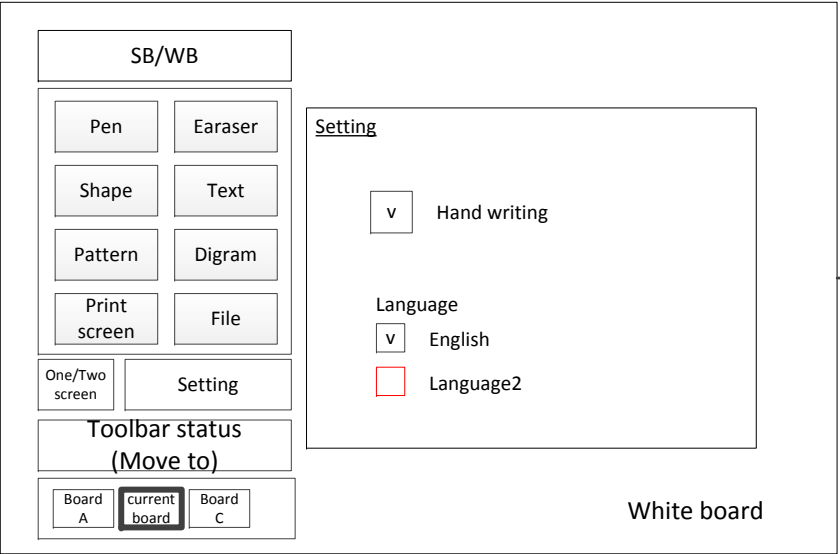 SB/WB
Pen
Earaser
Shape
Text
Pattern
Digram
Print
screen
File
One/Two
screen
Setting
Toolbar status
(Move to)
Board
A
current
board
Board
C
Setting
v
Hand writing
Language
v
English
Language2
White board